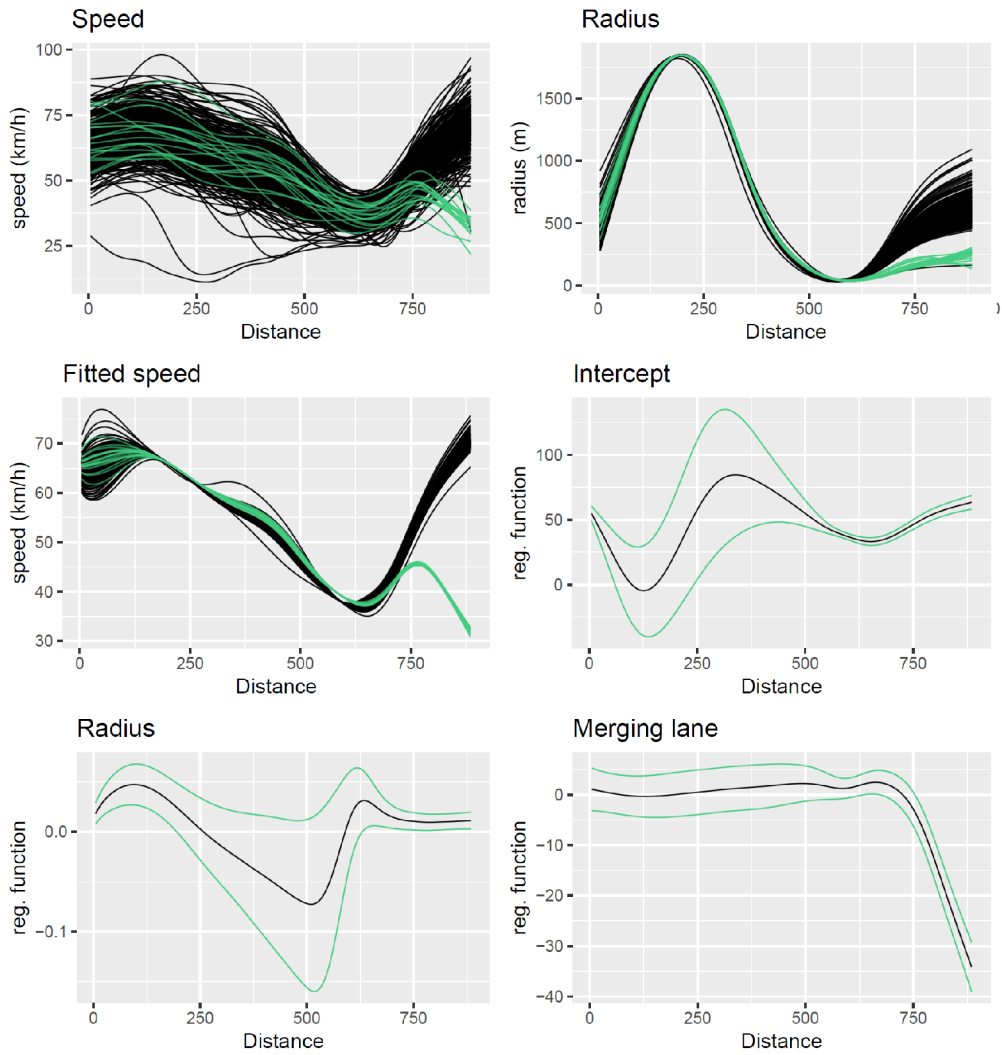 Speed
speed (km/h)
100
75
50
25
0 250 500 750
Distance
Radius
radius (m)
1500
1000
500
0
0 250 500 750
Distance
Fitted speed
speed (km/h)
70
60
50
40
30
0 250 500 750
Distance
Intercept
reg. function
100
50
0
0 250 500 750
Distance
Radius
reg. function
0.0
−0.1
0 250 500 750
Distance
Merging lane
reg. function
0
−10
−20
−30
−40
0 250 500 750
Distance